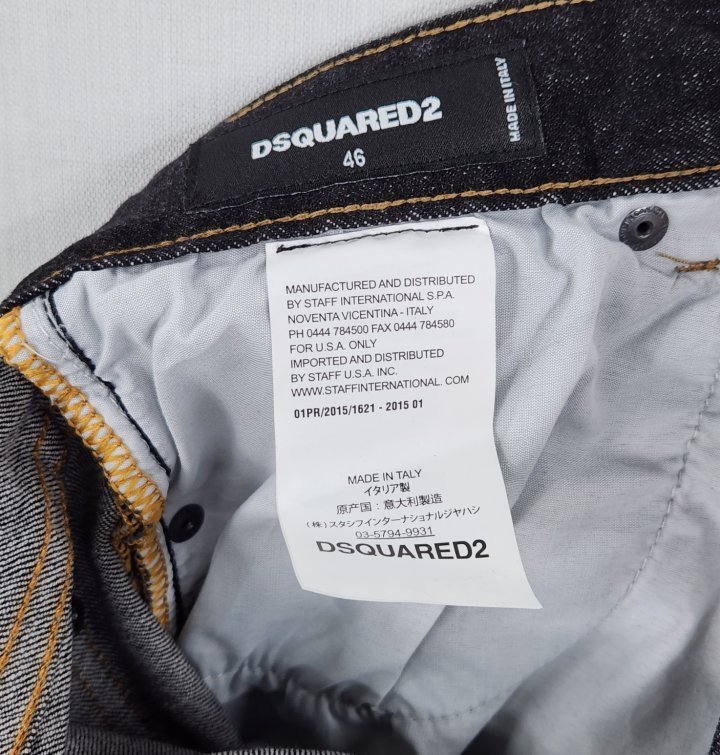 DSQUARED2
46
MADE IN ITALY
MANUFACTURED AND DISTRIBUTED
BY STAFF INTERNATIONAL S.P.A.
NOVENTA VICENTINA - ITALY
PH 0444 784500 FAX 0444 784580
FOR U.S.A. ONLY
IMPORTED AND DISTRIBUTED
BY STAFF U.S.A. INC.
WWW.STAFFINTERNATIONAL.COM
01PR/2015/1621 - 2015 01
MADE IN ITALY
イタリア製
原产国：意大利製造
(株) スタシフインターナショナルジヤハシ
03-5794-9931
DSQUARED2